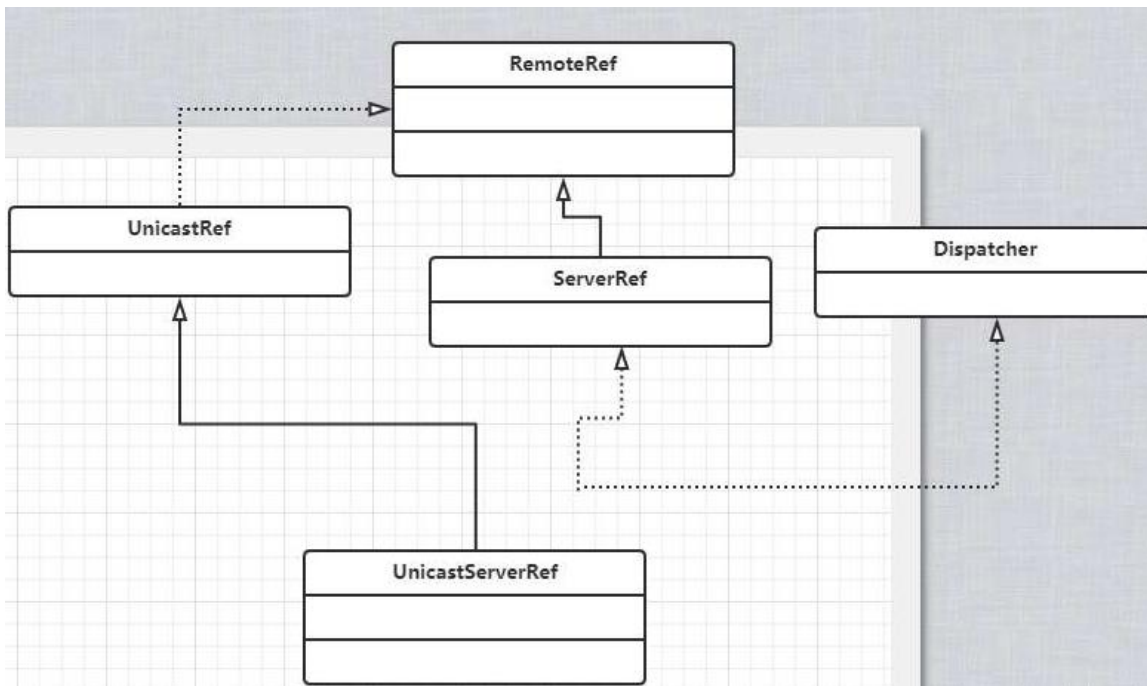 RemoteRef
UnicastRef
Dispatcher
ServerRef
UnicastServerRef